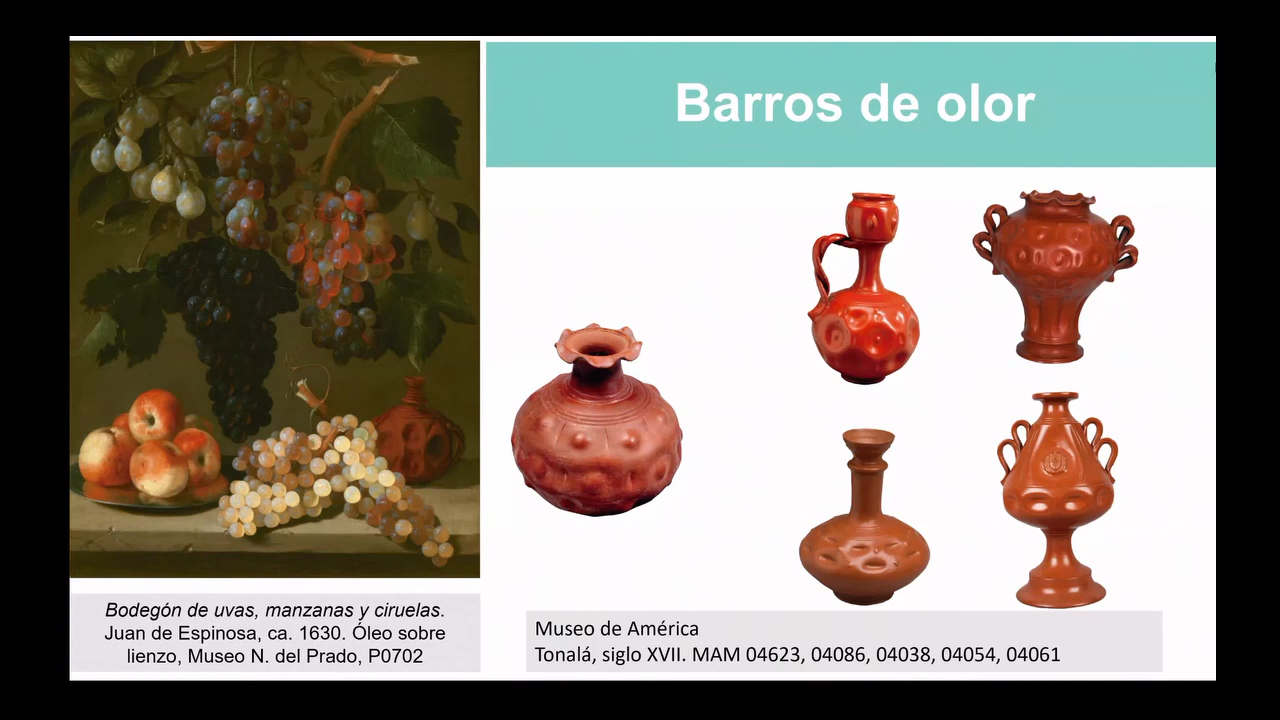 Barros de olor
Bodegón de uvas, manzanas y ciruelas.
Juan de Espinosa, ca. 1630. Óleo sobre
lienzo, Museo N. del Prado, P0702
Museo de América
Tonalá, siglo XVII. MAM 04623, 04086, 04038, 04054, 04061